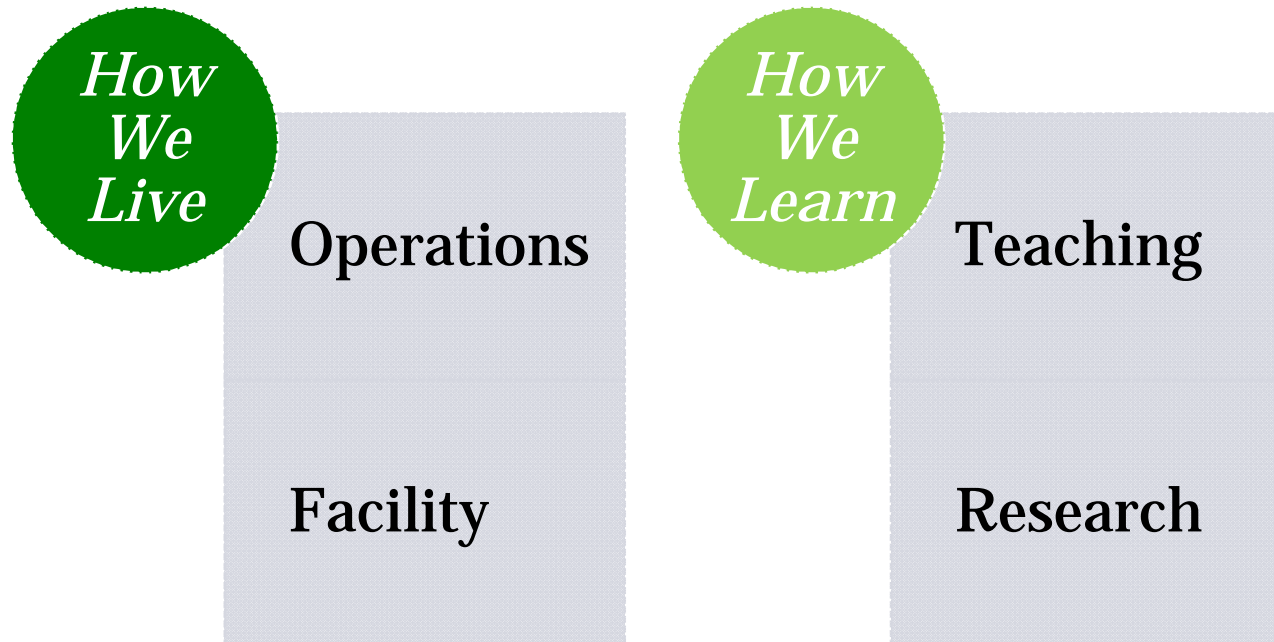 How
We
Live
Operations
Facility
How
We
Learn
Teaching
Research